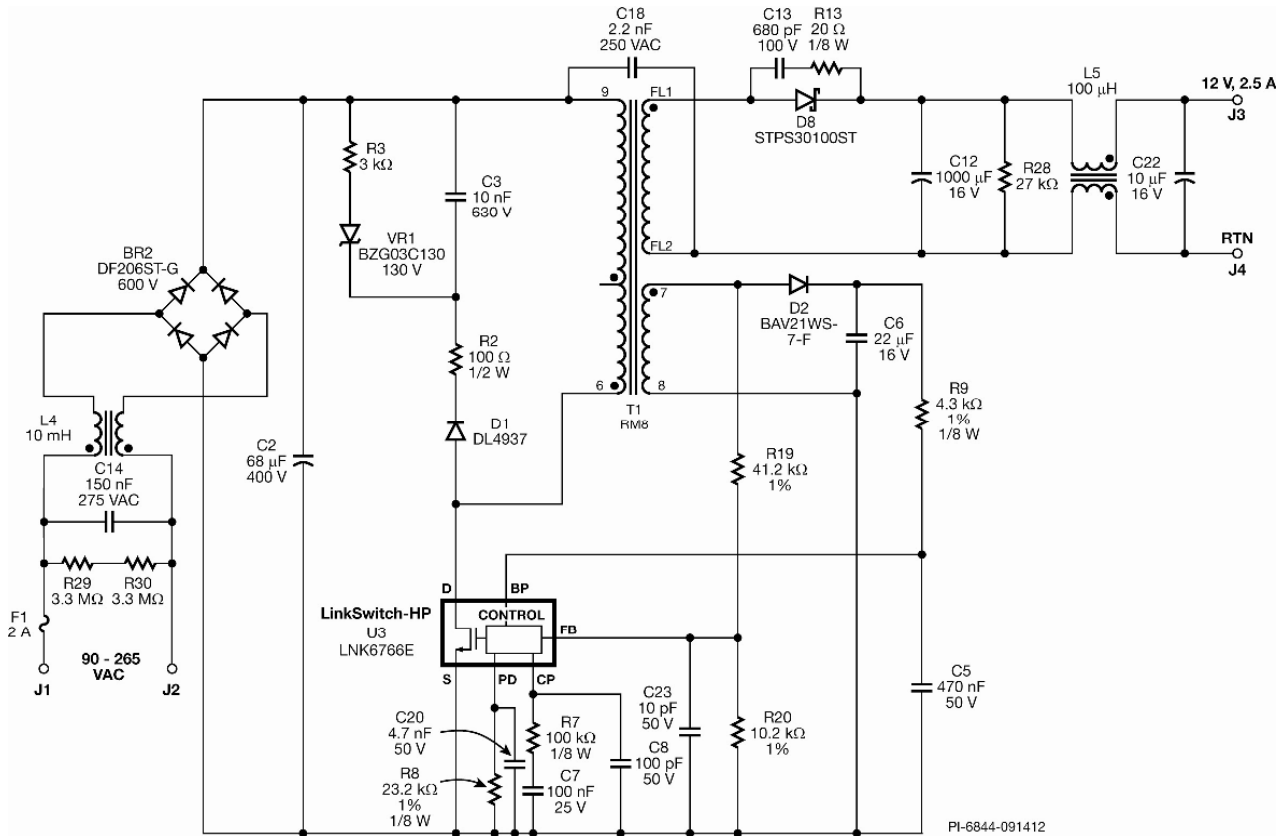 C18
2.2 nF
250 VAC
C13
680 pF
100 V
R13
20 Ω
1/8 W
9
FL1
D8
STPS30100ST
L5
100 µH
12 V, 2.5 A
J3
R3
3 kΩ
C3
10 nF
630 V
C12
1000 µF
16 V
R28
27 kΩ
C22
10 µF
16 V
VR1
BZG03C130
130 V
FL2
RTN
J4
BR2
DF206ST-G
600 V
7
D2
BAV21WS-
7-F
C6
22 µF
16 V
R2
100 Ω
1/2 W
6
8
T1
RM8
R9
4.3 kΩ
1%
1/8 W
L4
10 mH
D1
DL4937
C2
68 µF
400 V
R19
41.2 kΩ
1%
C14
150 nF
275 VAC
R29
3.3 MΩ
R30
3.3 MΩ
D
BP
LinkSwitch-HP
U3
LNK6766E
CONTROL
FB
F1
2 A
90 - 265
VAC
J1
J2
S
PD
CP
C5
470 nF
50 V
C20
4.7 nF
50 V
R7
100 kΩ
1/8 W
C23
10 pF
50 V
R20
10.2 kΩ
1%
C8
100 pF
50 V
R8
23.2 kΩ
1%
1/8 W
C7
100 nF
25 V
PI-6844-091412